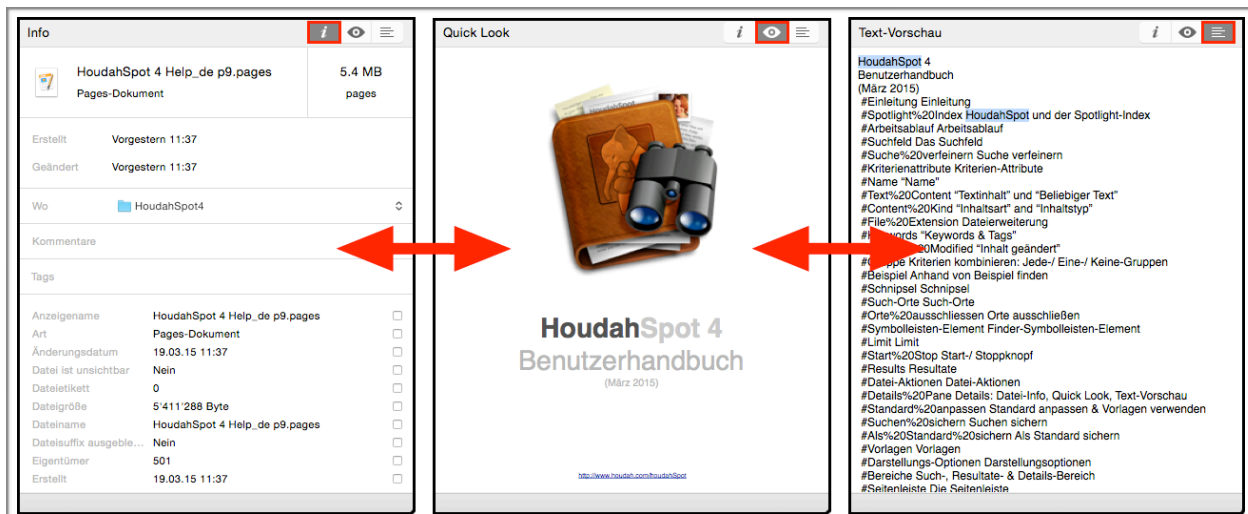 Info
HoudahSpot 4 Help_de p9.pages
Pages-Dokument
5.4 MB
pages
Erstellt Vorgestern 11:37
Geändert Vorgestern 11:37
Wo HoudahSpot4
Kommentare
Tags
Anzeigename HoudahSpot 4 Help_de p9.pages
Art Pages-Dokument
Änderungsdatum 19.03.15 11:37
Datei ist unsichtbar Nein
Dateietikett 0
Dateigröße 5'411'288 Byte
Dateiname HoudahSpot 4 Help_de p9.pages
Dateisuffix ausgeble... Nein
Eigentümer 501
Erstellt 19.03.15 11:37
Quick Look
HoudahSpot 4
Benutzerhandbuch
(März 2015)
http://www.houdah.com/houdahSpot
Text-Vorschau
HoudahSpot 4
Benutzerhandbuch
(März 2015)
#Einleitung Einleitung
#Spotlight%20Index HoudahSpot und der Spotlight-Index
#Arbeitsablauf Arbeitsablauf
#Suchfeld Das Suchfeld
#Suche%20verfeinern Suche verfeinern
#Kriterienattribute Kriterien-Attribute
#Name “Name”
#Text%20Content “Textinhalt” und “Beliebiger Text”
#Content%20Kind “Inhaltsart” and “Inhaltstyp”
#File%20Extension Dateierweiterung
“Keywords & Tags”
20Modified “Inhalt geändert”
Kriterien kombinieren: Jede-/ Eine-/ Keine-Gruppen
#Beispiel Anhand von Beispiel finden
#Schnipsel Schnipsel
#Such-Orte Such-Orte
#Orte%20ausschliessen Orte ausschließen
#Symbolleisten-Element Finder-Symbolleisten-Element
#Limit Limit
#Start%20Stop Start-/ Stoppknopf
#Results Resultate
#Datei-Aktionen Datei-Aktionen
#Details%20Pane Details: Datei-Info, Quick Look, Text-Vorschau
#Standard%20anpassen Standard anpassen & Vorlagen verwenden
#Suchen%20sichern Suchen sichern
#Als%20Standard%20sichern Als Standard sichern
#Vorlagen Vorlagen
#Darstellungs-Optionen Darstellungsoptionen
#Bereiche Such-, Resultate- & Details-Bereich
#Seitenleiste Die Seitenleiste